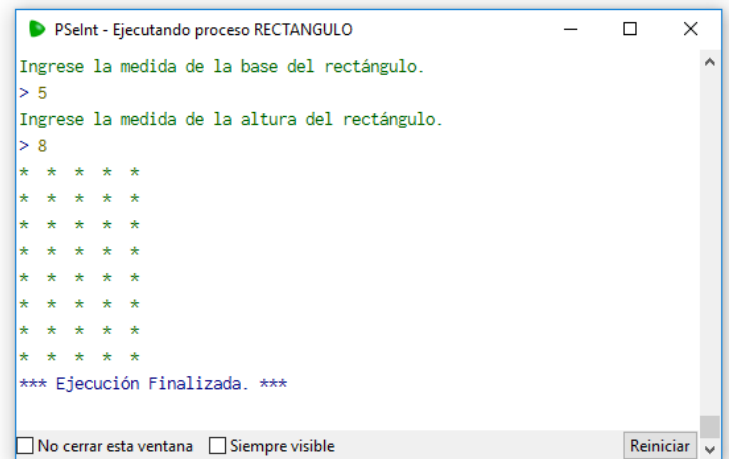 PSeInt - Ejecutando proceso RECTANGULO
Ingrese la medida de la base del rectángulo.
> 5
Ingrese la medida de la altura del rectángulo.
> 8
* * * * *
* * * * *
* * * * *
* * * * *
* * * * *
* * * * *
* * * * *
* * * * *
*** Ejecución Finalizada. ***
No cerrar esta ventana Siempre visible Reiniciar